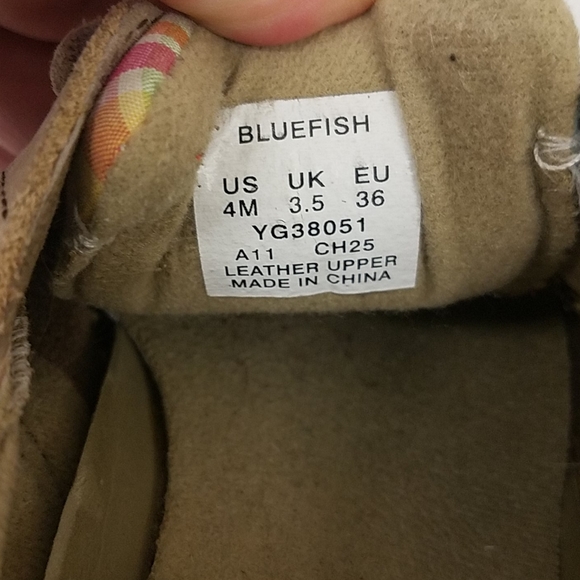 BLUEFISH
US UK EU
4M 3.5 36
YG38051
A11 CH25
LEATHER UPPER
MADE IN CHINA